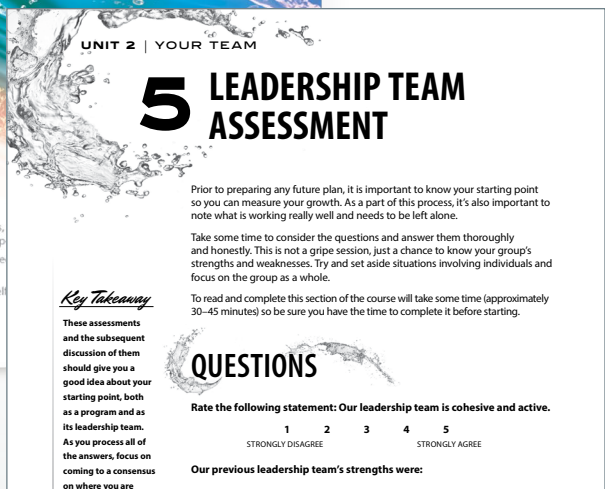 UNIT 2 | YOUR TEAM
5 LEADERSHIP TEAM
ASSESSMENT
Prior to preparing any future plan, it is important to know your starting point
so you can measure your growth. As a part of this process, it's also important to
note what is working really well and needs to be left alone.
Take some time to consider the questions and answer them thoroughly
and honestly. This is not a gripe session, just a chance to know your group's
strengths and weaknesses. Try and set aside situations involving individuals and
focus on the group as a whole.
To read and complete this section of the course will take some time (approximately
30–45 minutes) so be sure you have the time to complete it before starting.
Key Takeaway
These assessments
and the subsequent
discussion of them
should give you a
good idea about your
starting point, both
as a program and as
its leadership team.
As you process all of
the answers, focus on
coming to a consensus
on where you are
QUESTIONS
Rate the following statement: Our leadership team is cohesive and active.
1 2 3 4 5
STRONGLY DISAGREE STRONGLY AGREE
Our previous leadership team's strengths were: